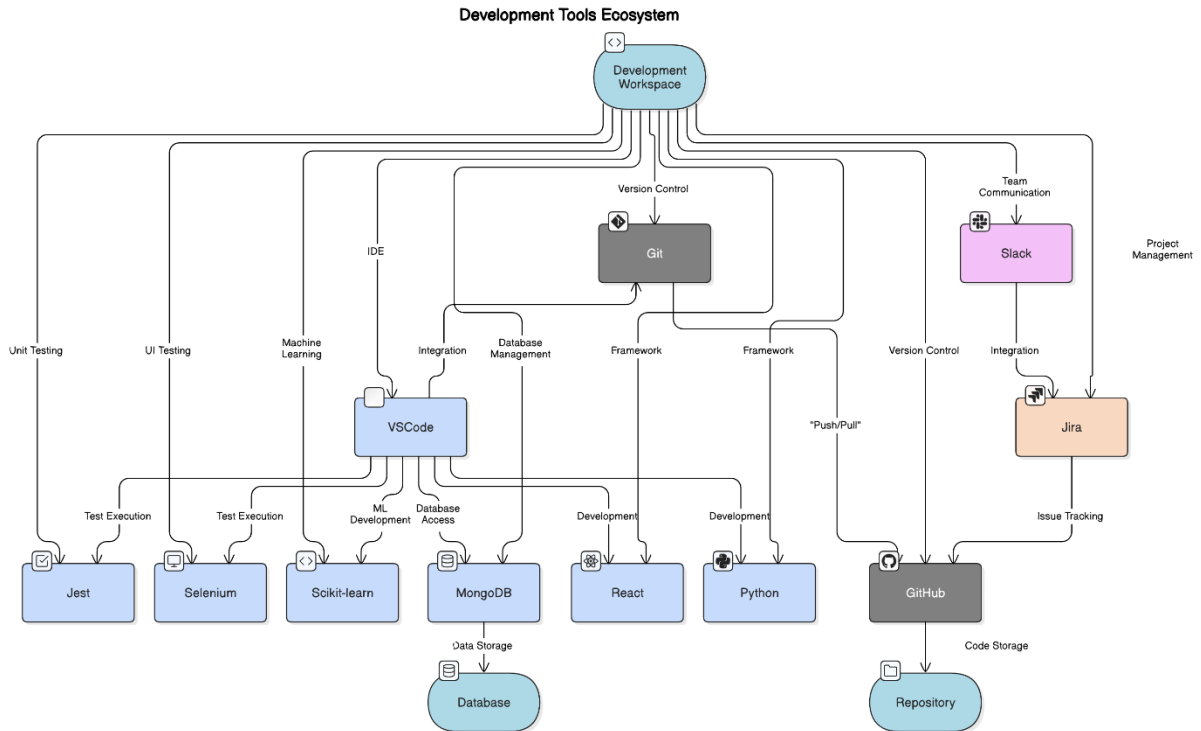 Development Tools Ecosystem
Development
Workspace
Version Control
Team
Communication
Git
Slack
IDE
Project
Management
Unit Testing
UI Testing
Machine
Learning
Integration
Database
Management
Framework
Framework
Version Control
Integration
VSCode
"Push/Pull"
Jira
Test Execution
Test Execution
ML
Development
Database
Access
Development
Development
Issue Tracking
Jest
Selenium
Scikit-learn
MongoDB
React
Python
GitHub
Data Storage
Code Storage
Database
Repository